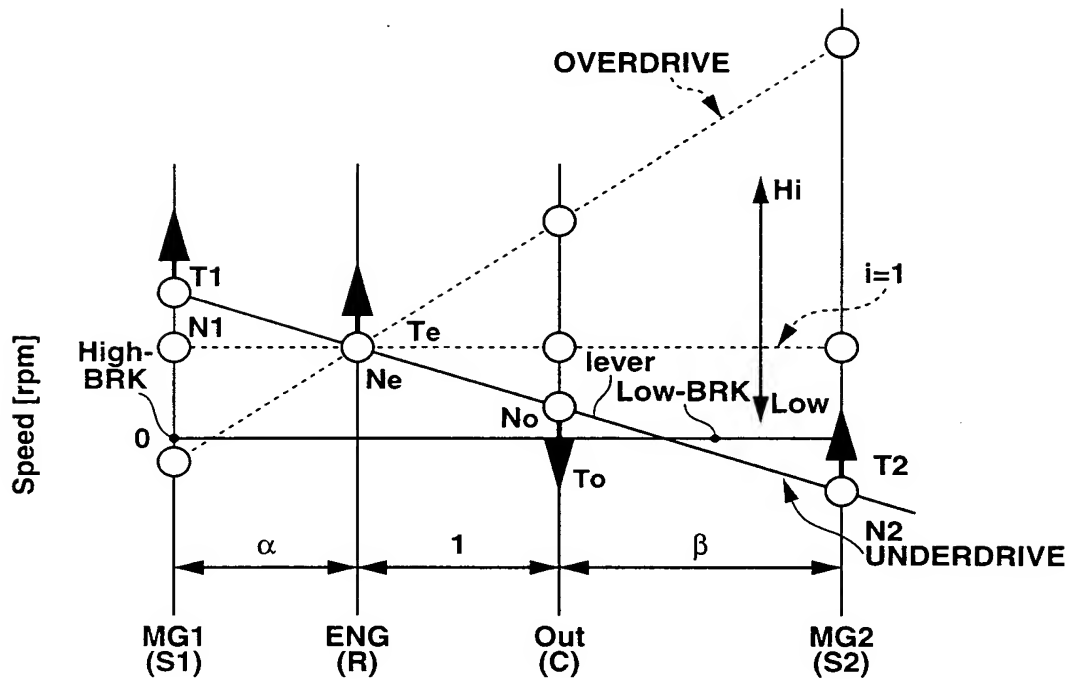 OVERDRIVE
Hi
T1
i=1
N1
Te
High-
BRK
Ne
lever
Low-BRK
Low
No
0
To
T2
N2
UNDERDRIVE
Speed [rpm]
α
1
β
MG1
(S1)
ENG
(R)
Out
(C)
MG2
(S2)